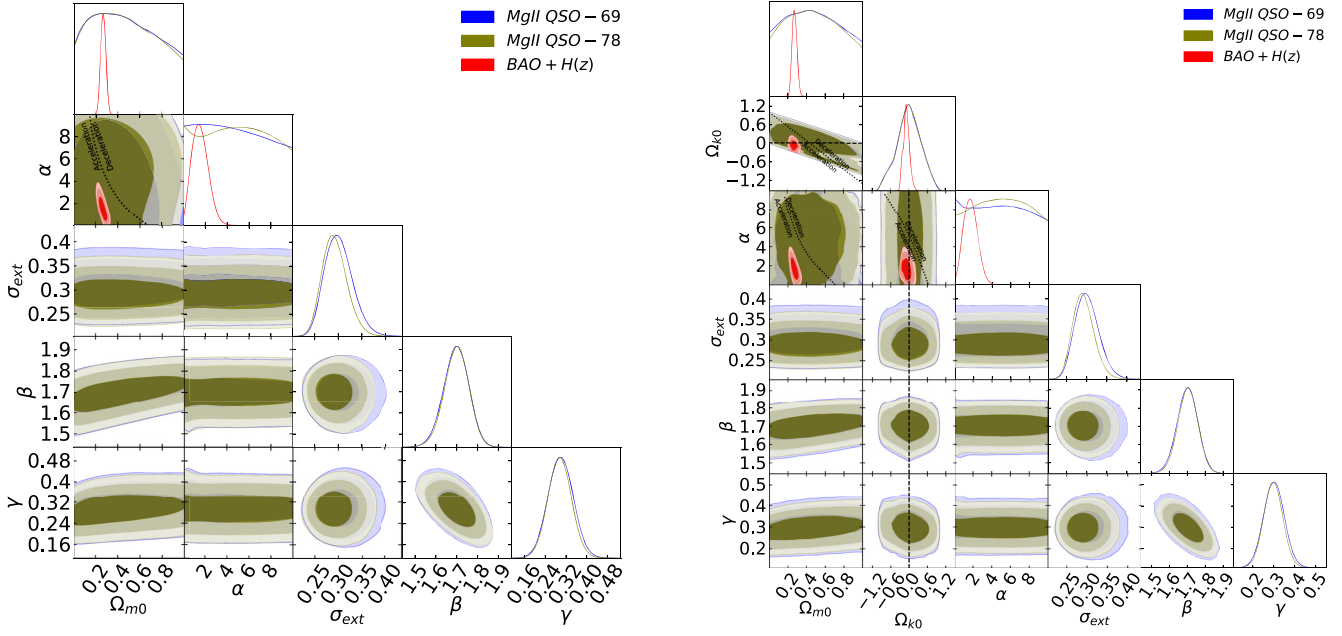 MgII QSO − 69
MgII QSO − 78
BAO + H(z)
α
8
6
4
2
Acceleration
Deceleration
σext
0.40
0.35
0.30
0.25
β
1.9
1.8
1.7
1.6
1.5
γ
0.48
0.40
0.32
0.24
0.16
0.2 0.4 0.6 0.8
2 4 6 8
0.25 0.30 0.35 0.40
1.5 1.6 1.7 1.8 1.9
0.16 0.24 0.32 0.40 0.48
Ωm0 α σext β γ
MgII QSO − 69
MgII QSO − 78
BAO + H(z)
Ωk0
1.2
0.6
0.0
−0.6
−1.2
Deceleration
Acceleration
α
8
6
4
2
Deceleration
Acceleration
Deceleration
Acceleration
σext
0.40
0.35
0.30
0.25
β
1.9
1.8
1.7
1.6
1.5
γ
0.5
0.4
0.3
0.2
0.2 0.4 0.6 0.8
−1.2 −0.6 0.0 0.6 1.2
2 4 6 8
0.25 0.30 0.35 0.40
1.5 1.6 1.7 1.8 1.9
0.2 0.3 0.4 0.5
Ωm0 Ωk0 α σext β γ